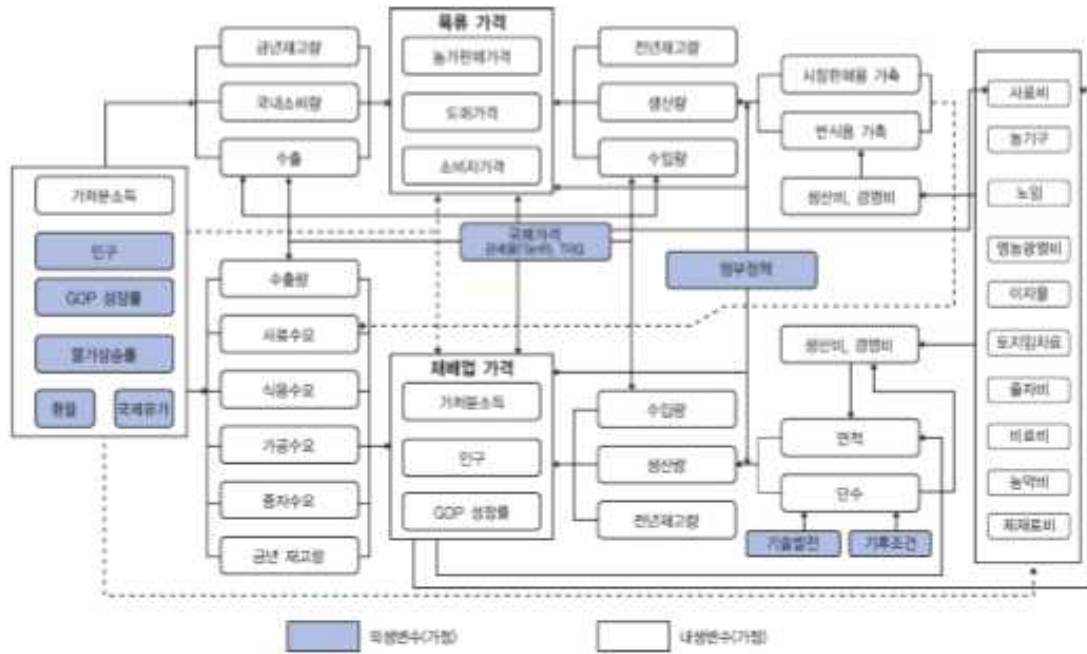 육류 가격
농가판매가격
도매가격
소비자가격
금년재고량
국내소비량
수출
전년재고량
생산량
수입량
시장판매용 가축
번식용 가축
생산비, 경영비
사료비
농기구
노임
영농광열비
이자율
토지임차료
종자비
비료비
농약비
제재료비
가처분소득
인구
GDP 성장률
물가상승률
환율
국제유가
국제가격
관세율(Tariff), TRQ
정부정책
수출량
사료수요
식용수요
가공수요
종자수요
금년 재고량
재배업 가격
가처분소득
인구
GDP 성장률
수입량
생산량
전년재고량
생산비, 경영비
면적
단수
기술발전
기후조건
외생변수(가정)
내생변수(가정)